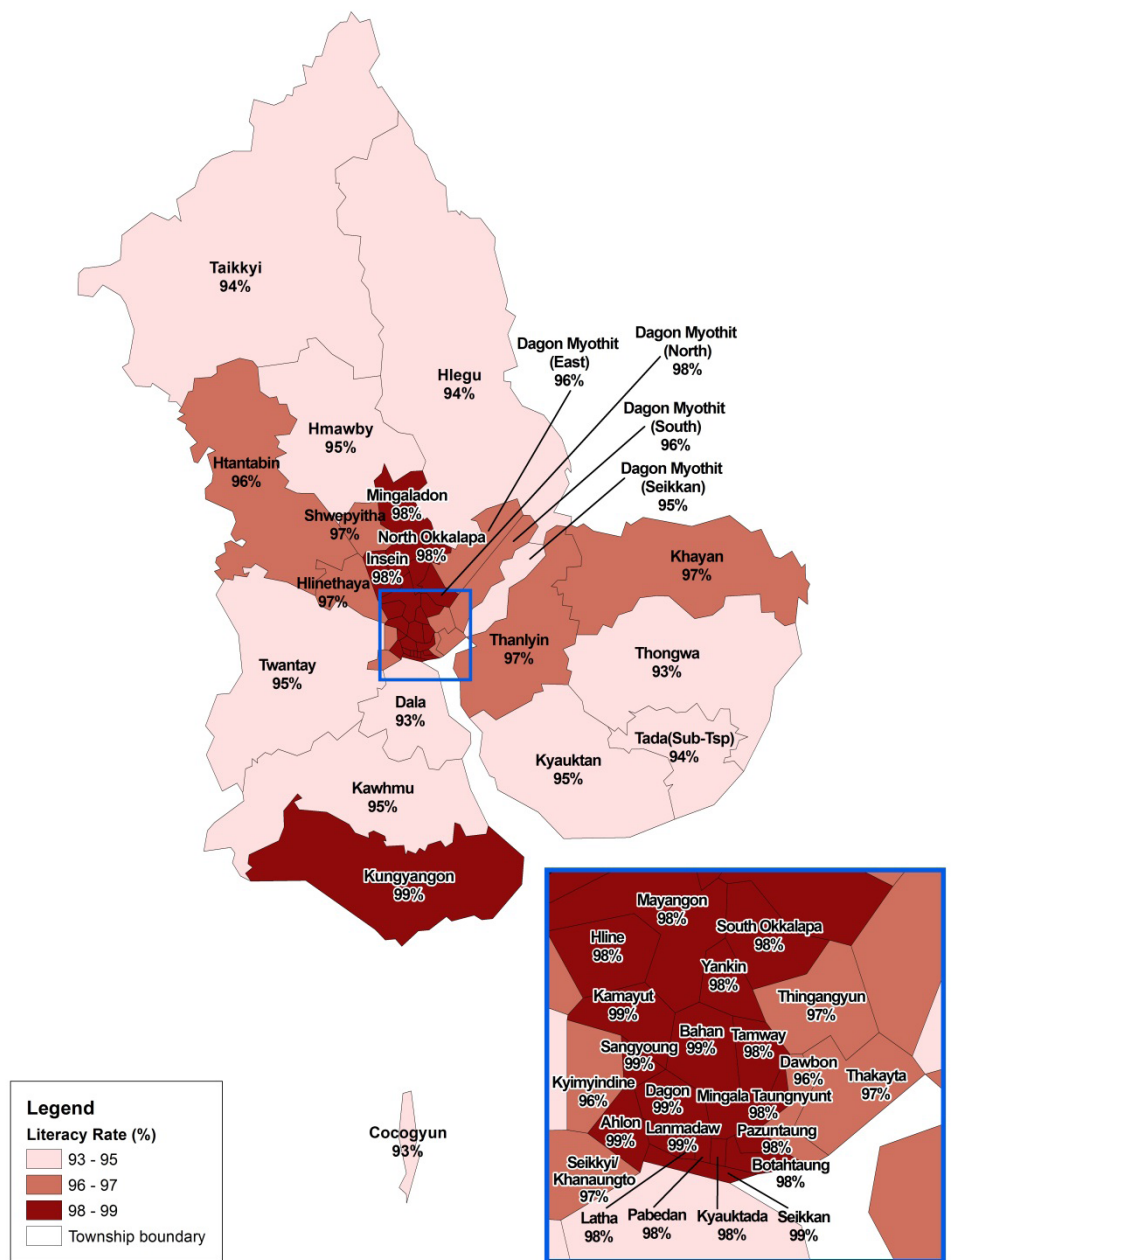 Taikkyi
94%
Hlegu
94%
Dagon Myothit
(East)
96%
Dagon Myothit
(North)
98%
Dagon Myothit
(South)
96%
Dagon Myothit
(Seikkan)
95%
Hmawby
95%
Htantabin
96%
Mingaladon
98%
Shwepyitha
97%
North Okkalapa
98%
Insein
98%
Hlinethaya
97%
Khayan
97%
Thanlyin
97%
Thongwa
93%
Twantay
95%
Dala
93%
Tada(Sub-Tsp)
94%
Kyauktan
95%
Kawhmu
95%
Kungyangon
99%
Cocogyun
93%
Mayangon
98%
South Okkalapa
98%
Hline
98%
Yankin
98%
Kamayut
99%
Thingangyun
97%
Bahan
99%
Tamway
98%
Sangyoung
99%
Dawbon
96%
Thakayta
97%
Kyimyindine
96%
Dagon
99%
Mingala Taungnyunt
98%
Ahlon
99%
Lanmadaw
99%
Pazuntaung
98%
Seikkyi/
Khanaungto
97%
Botahtaung
98%
Latha
98%
Pabedan
98%
Kyauktada
98%
Seikkan
99%
Legend
Literacy Rate (%)
93 - 95
96 - 97
98 - 99
Township boundary